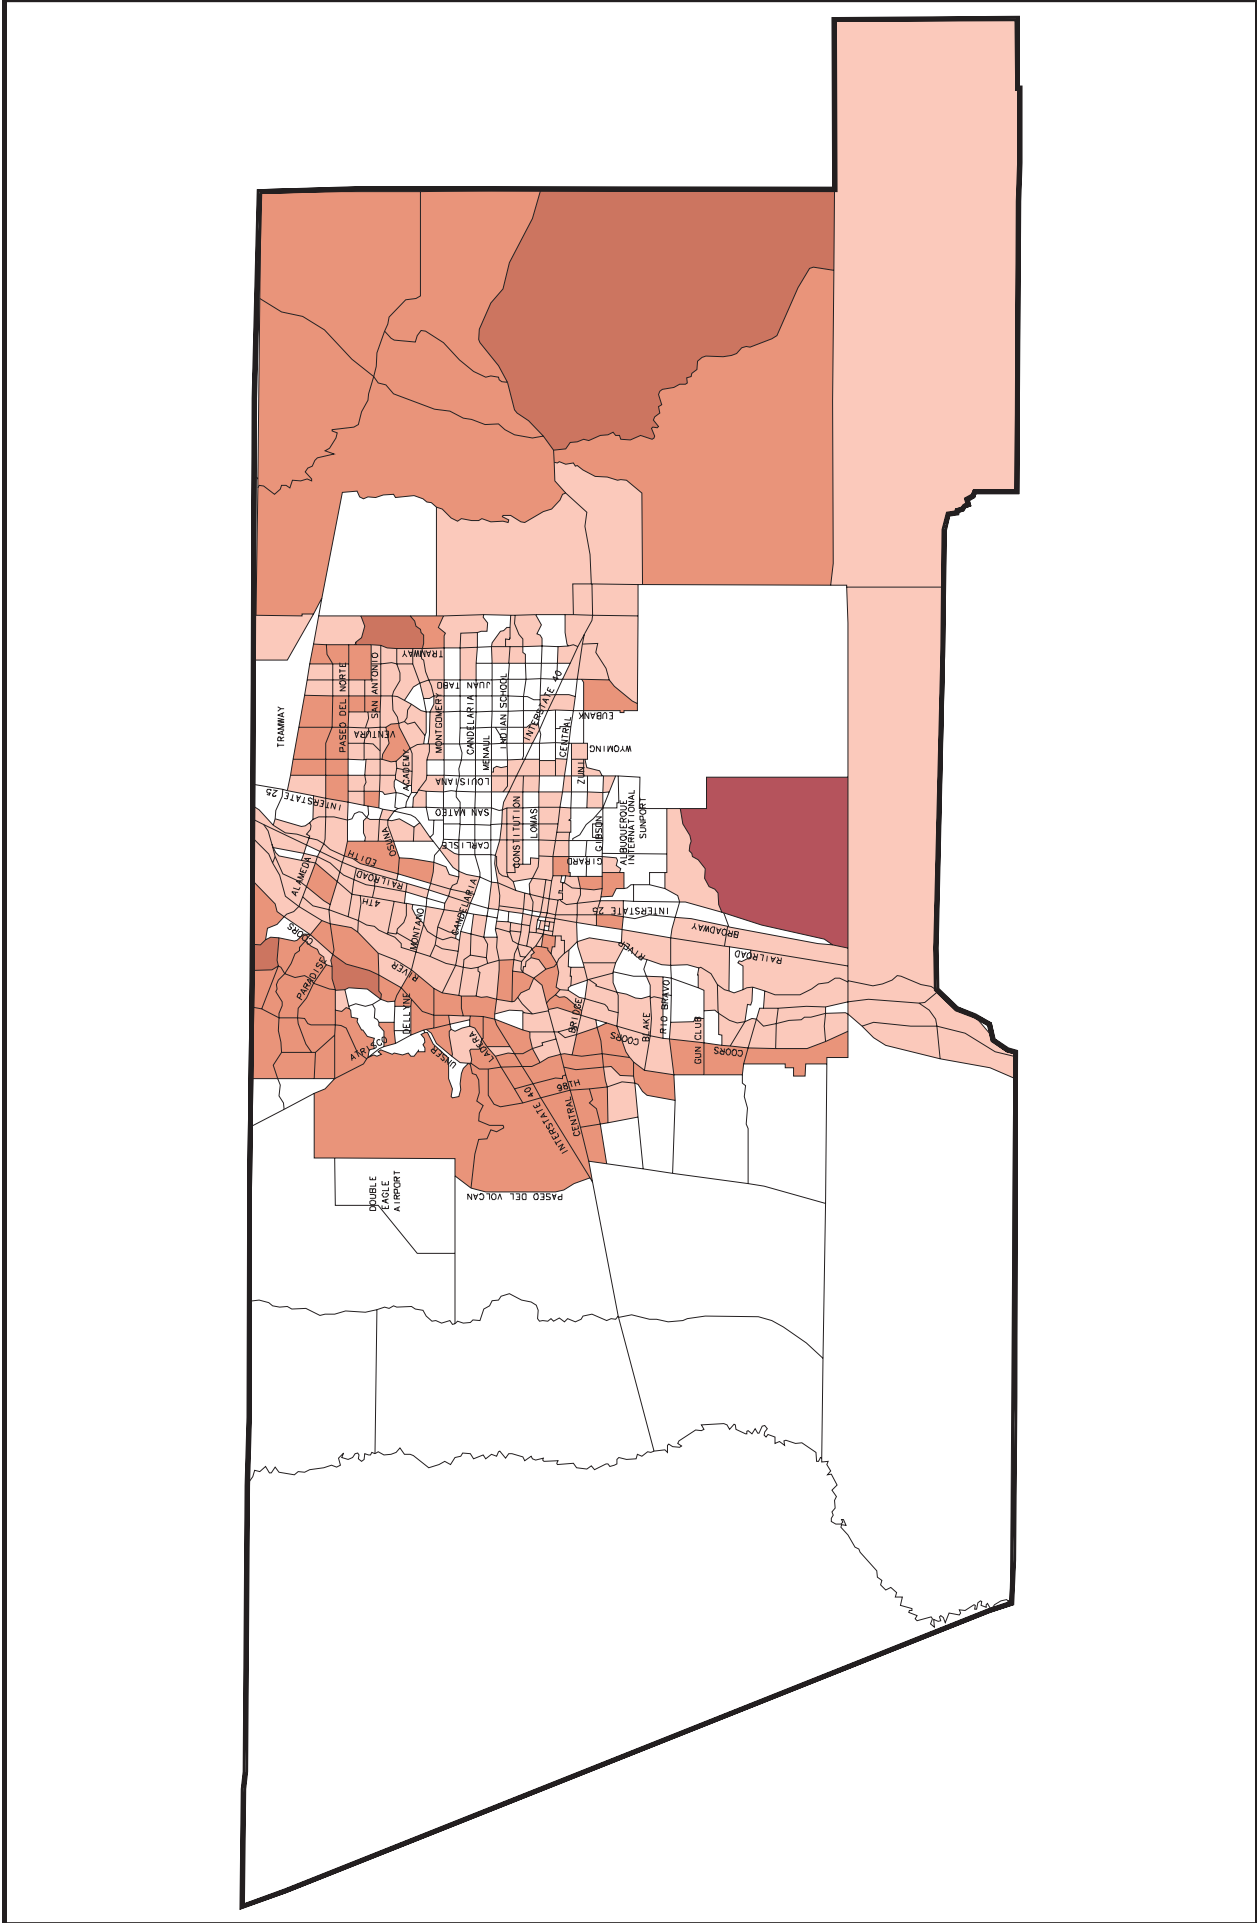 TRAMWAY
TRAMWAY
PASEO DEL NORTE
SAN ANTONIO
JUAN TABO
MONTGOMERY
CANDELARIA
INDIAN SCHOOL
INTERSTATE 40
EUBANK
VENTURA
MENAUL
CENTRAL
WYOMING
ACADEMY
LOUISIANA
ZUNI
INTERSTATE 25
SAN MATEO
CONSTITUTION
LOMAS
GIBSON
ALBUQUERQUE
INTERNATIONAL
SUNPORT
OSUNA
CARLISLE
GIRARD
EDITH
ALAMEDA
RAILROAD
4TH
CANDELARIA
INTERSTATE 25
MONTANO
BROADWAY
COORS
RIVER
RAILROAD
PARADISE
RIVER
DELLYNE
BRIDGE
BLAKE
RIO BRAVO
GUN CLUB
COORS
COORS
ATRISCO
UNSER
LADERA
H186
INTERSTATE 40
CENTRAL
PASEO DEL VOLCAN
DOUBLE
EAGLE
AIRPORT